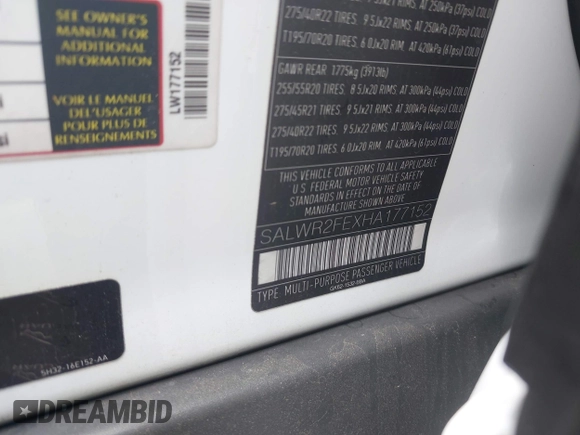 SEE OWNER'S
MANUAL FOR
ADDITIONAL
INFORMATION
VOIR LE MANUEL
DE L'USAGER
POUR PLUS DE
RENSEIGNEMENTS
LW177152
275/40R22 TIRES. 9 5Jx22 RIMS. AT 250kPa (37psi) COLD
T195/70R20 TIRES. 6 0Jx20 RIM. AT 420kPa (61psi) COLD
GAWR REAR 1775kg (3913lb)
255/55R20 TIRES. 8 5Jx20 RIMS. AT 300kPa (44psi) COLD
275/45R21 TIRES. 9 5Jx21 RIMS. AT 300kPa (44psi) COLD
275/40R22 TIRES. 9 5Jx22 RIMS. AT 300kPa (44psi) COLD
T195/70R20 TIRES. 6 0Jx20 RIM. AT 420kPa (61psi) COLD
THIS VEHICLE CONFORMS TO ALL APPLICABLE
U.S. FEDERAL MOTOR VEHICLE SAFETY
STANDARDS IN EFFECT ON THE DATE OF
MANUFACTURE SHOWN ABOVE.
SALWR2FEXHA177152
TYPE: MULTI-PURPOSE PASSENGER VEHICLE
5H32-16E152-AA
DREAMBID